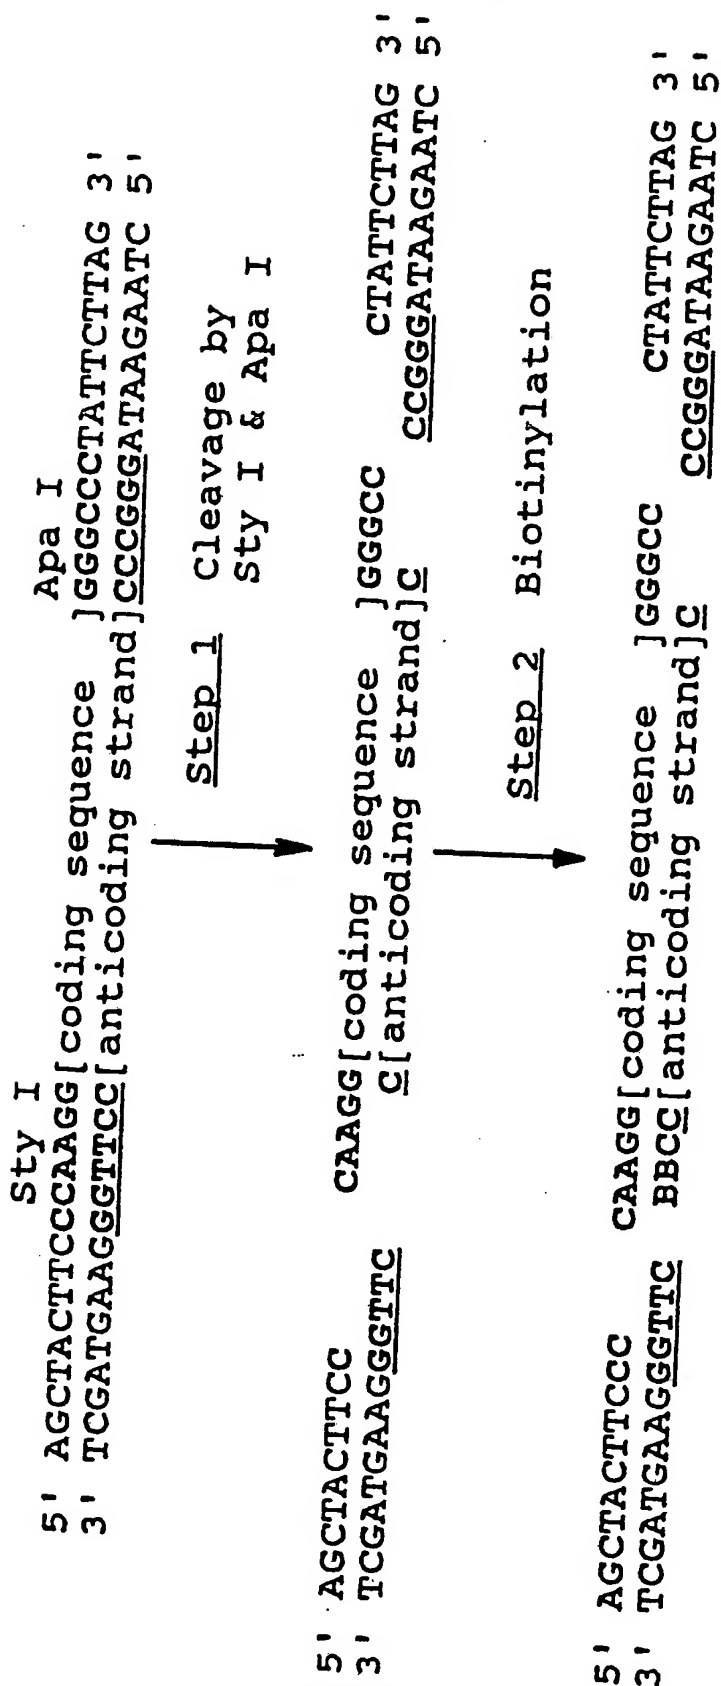 Sty I Apa I
5' AGCTACTTCCCAAGG[coding sequence ]GGGCCCTATTCTTAG 3'
3' TCGATGAAGGGTTCC[anticoding strand]CCCGGGATAAGAATC 5'
Step 1 Cleavage by
Sty I & Apa I
5' AGCTACTTCC CAAGG[coding sequence ]GGGCC CTATTCTTAG 3'
3' TCGATGAAGGGTTC C[anticoding strand]C CCGGGATAAGAATC 5'
Step 2 Biotinylation
5' AGCTACTTCCC CAAGG[coding sequence ]GGGCC CTATTCTTAG 3'
3' TCGATGAAGGGTTC BBCC[anticoding strand]C CCGGGATAAGAATC 5'